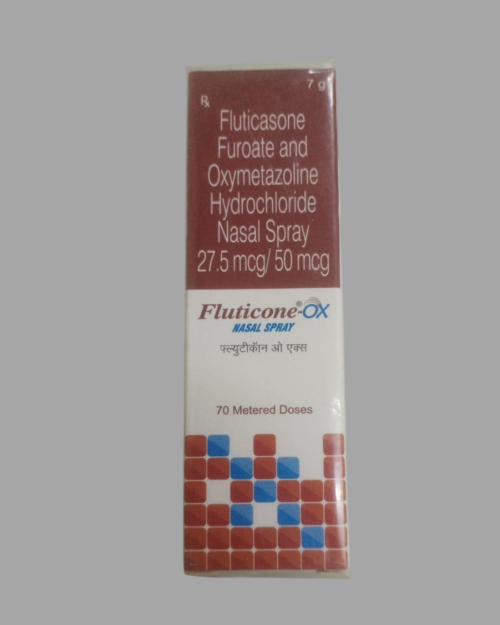 7 g
Rx
Fluticasone
Furoate and
Oxymetazoline
Hydrochloride
Nasal Spray
27.5 mcg/ 50 mcg
Fluticone®-OX
NASAL SPRAY
फ्ल्युटीकॅान ओ एक्स
70 Metered Doses